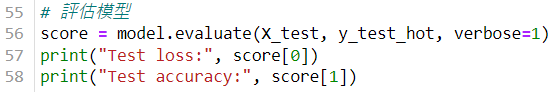 55 # 評估模型
56 score = model.evaluate(X_test, y_test_hot, verbose=1)
57 print("Test loss:", score[0])
58 print("Test accuracy:", score[1])